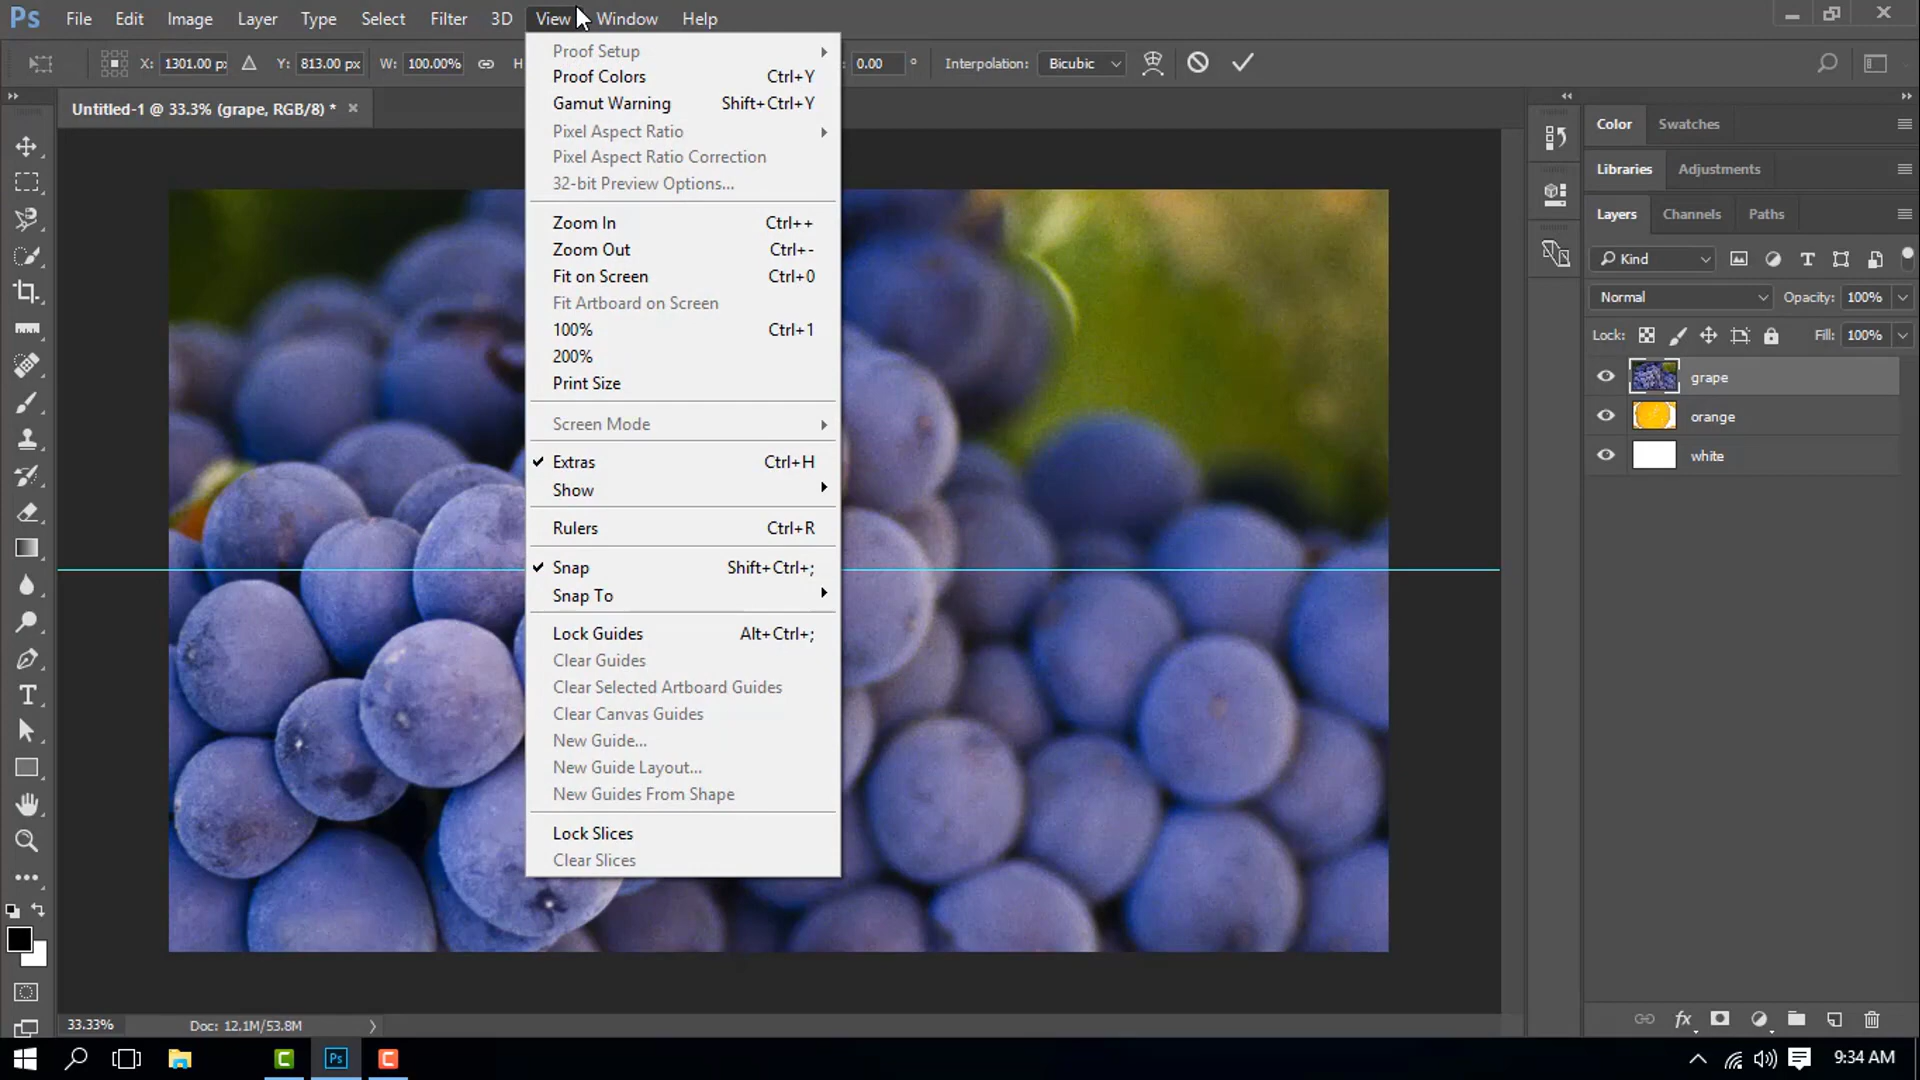 Ps File Edit Image Layer Type Select Filter 3D View Window Help
X: 1301.00 px Y: 813.00 px W: 100.00% H 0.00 ° Interpolation: Bicubic
Untitled-1 @ 33.3% (grape, RGB/8) *
Proof Setup
Proof Colors Ctrl+Y
Gamut Warning Shift+Ctrl+Y
Pixel Aspect Ratio
Pixel Aspect Ratio Correction
32-bit Preview Options...
Zoom In Ctrl++
Zoom Out Ctrl+-
Fit on Screen Ctrl+0
Fit Artboard on Screen
100% Ctrl+1
200%
Print Size
Screen Mode
Extras Ctrl+H
Show
Rulers Ctrl+R
Snap Shift+Ctrl+;
Snap To
Lock Guides Alt+Ctrl+;
Clear Guides
Clear Selected Artboard Guides
Clear Canvas Guides
New Guide...
New Guide Layout...
New Guides From Shape
Lock Slices
Clear Slices
Color Swatches
Libraries Adjustments
Layers Channels Paths
Kind
Normal Opacity: 100%
Lock: Fill: 100%
grape
orange
white
33.33% Doc: 12.1M/53.8M
Ps 9:34 AM